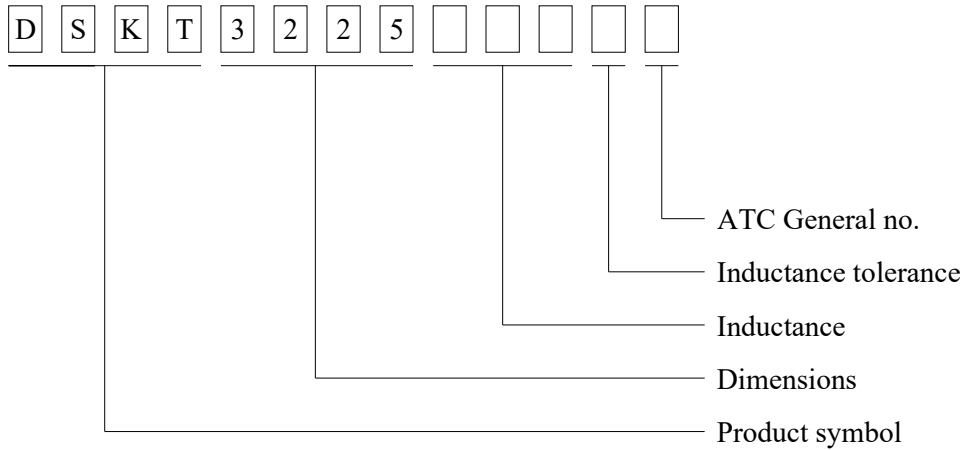 D S K T 3 2 2 5
ATC General no.
Inductance tolerance
Inductance
Dimensions
Product symbol